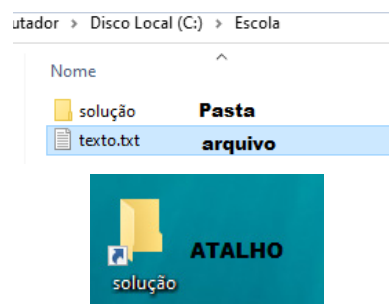 utador > Disco Local (C:) > Escola
Nome
solução Pasta
texto.txt arquivo
ATALHO
solução